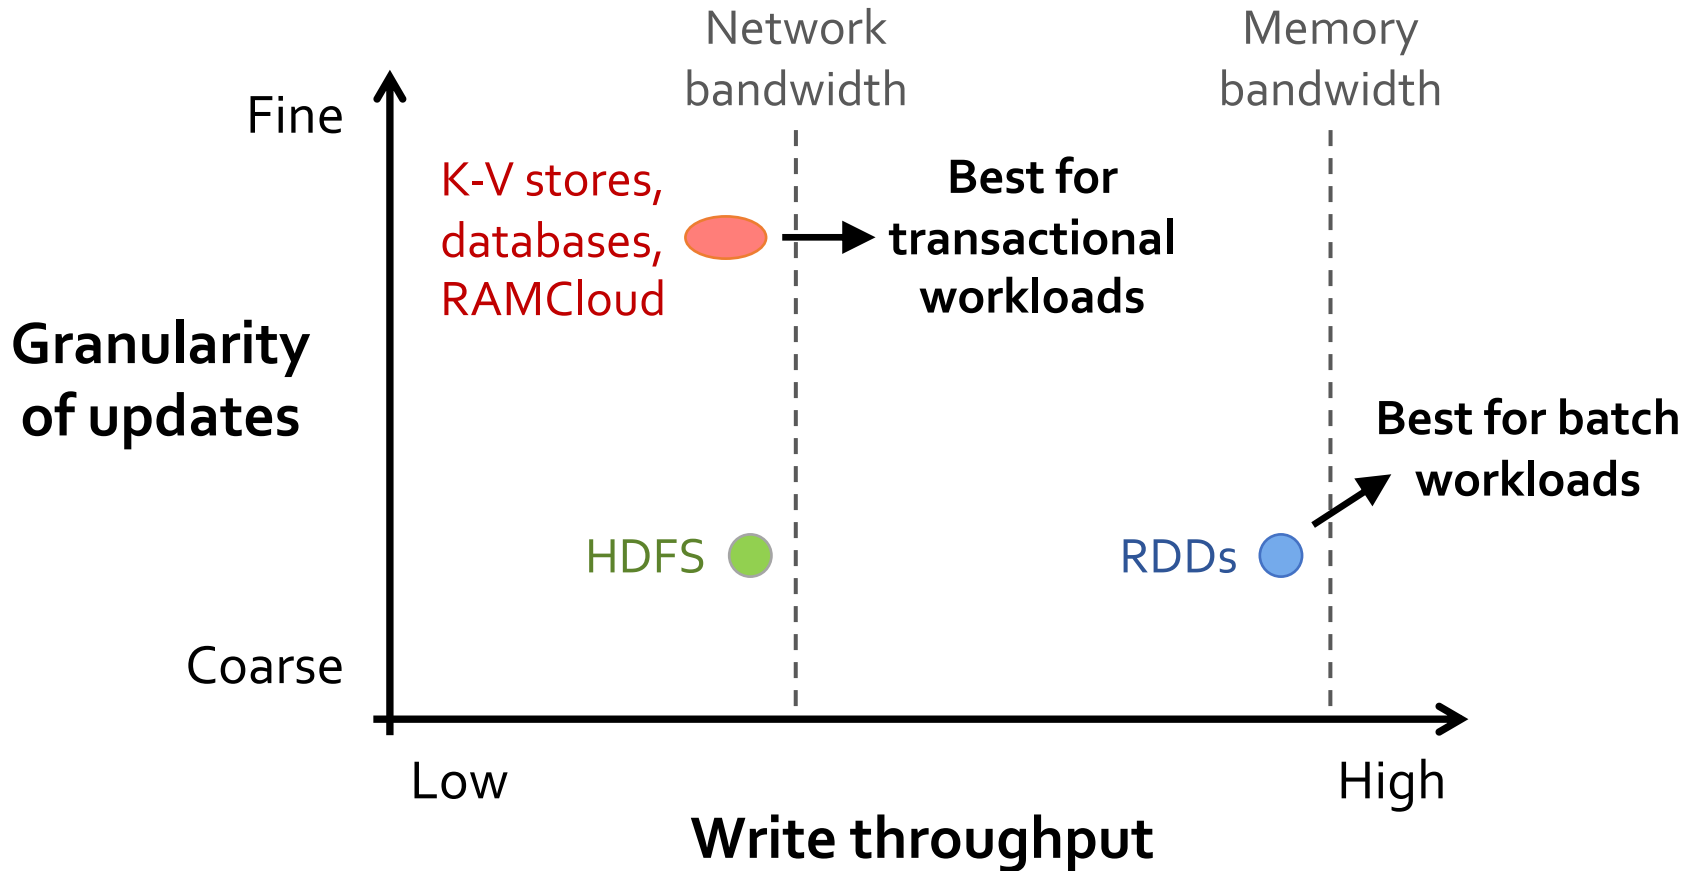 Network
bandwidth
Memory
bandwidth
Fine
K-V stores,
databases,
RAMCloud
Best for
transactional
workloads
Granularity
of updates
Best for batch
workloads
HDFS
RDDs
Coarse
Low
High
Write throughput